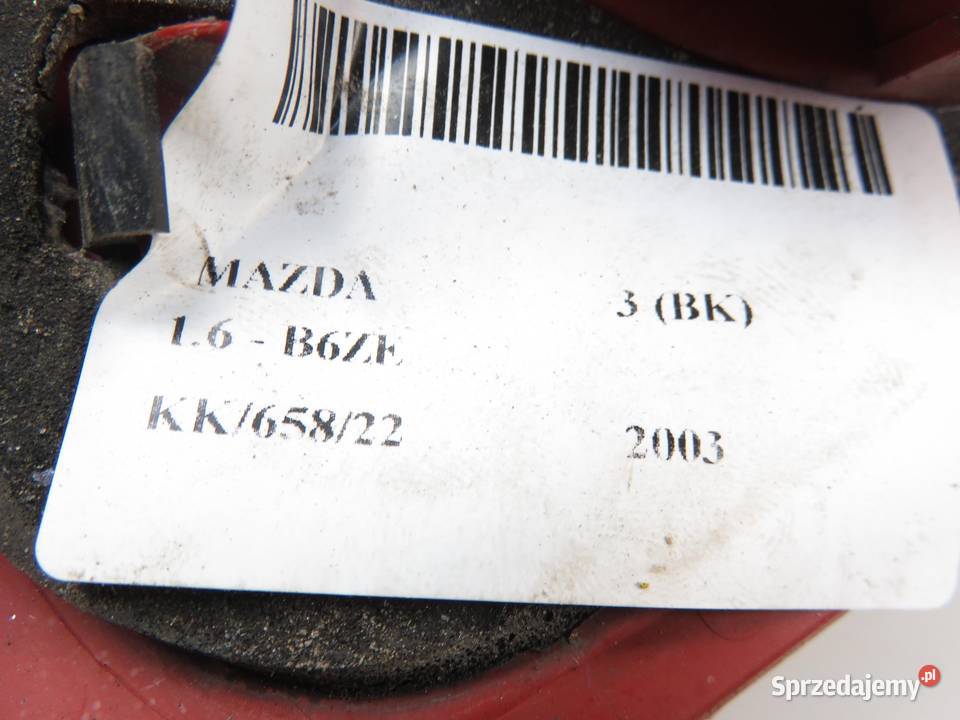 MAZDA 3 (BK)
1.6 - B6ZE
KK/658/22 2003
Sprzedajemy.pl